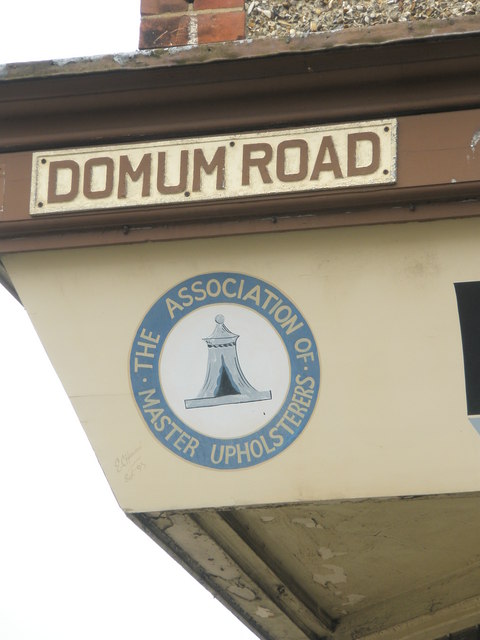 DOMUM ROAD
· THE ASSOCIATION OF ·
MASTER UPHOLSTERERS